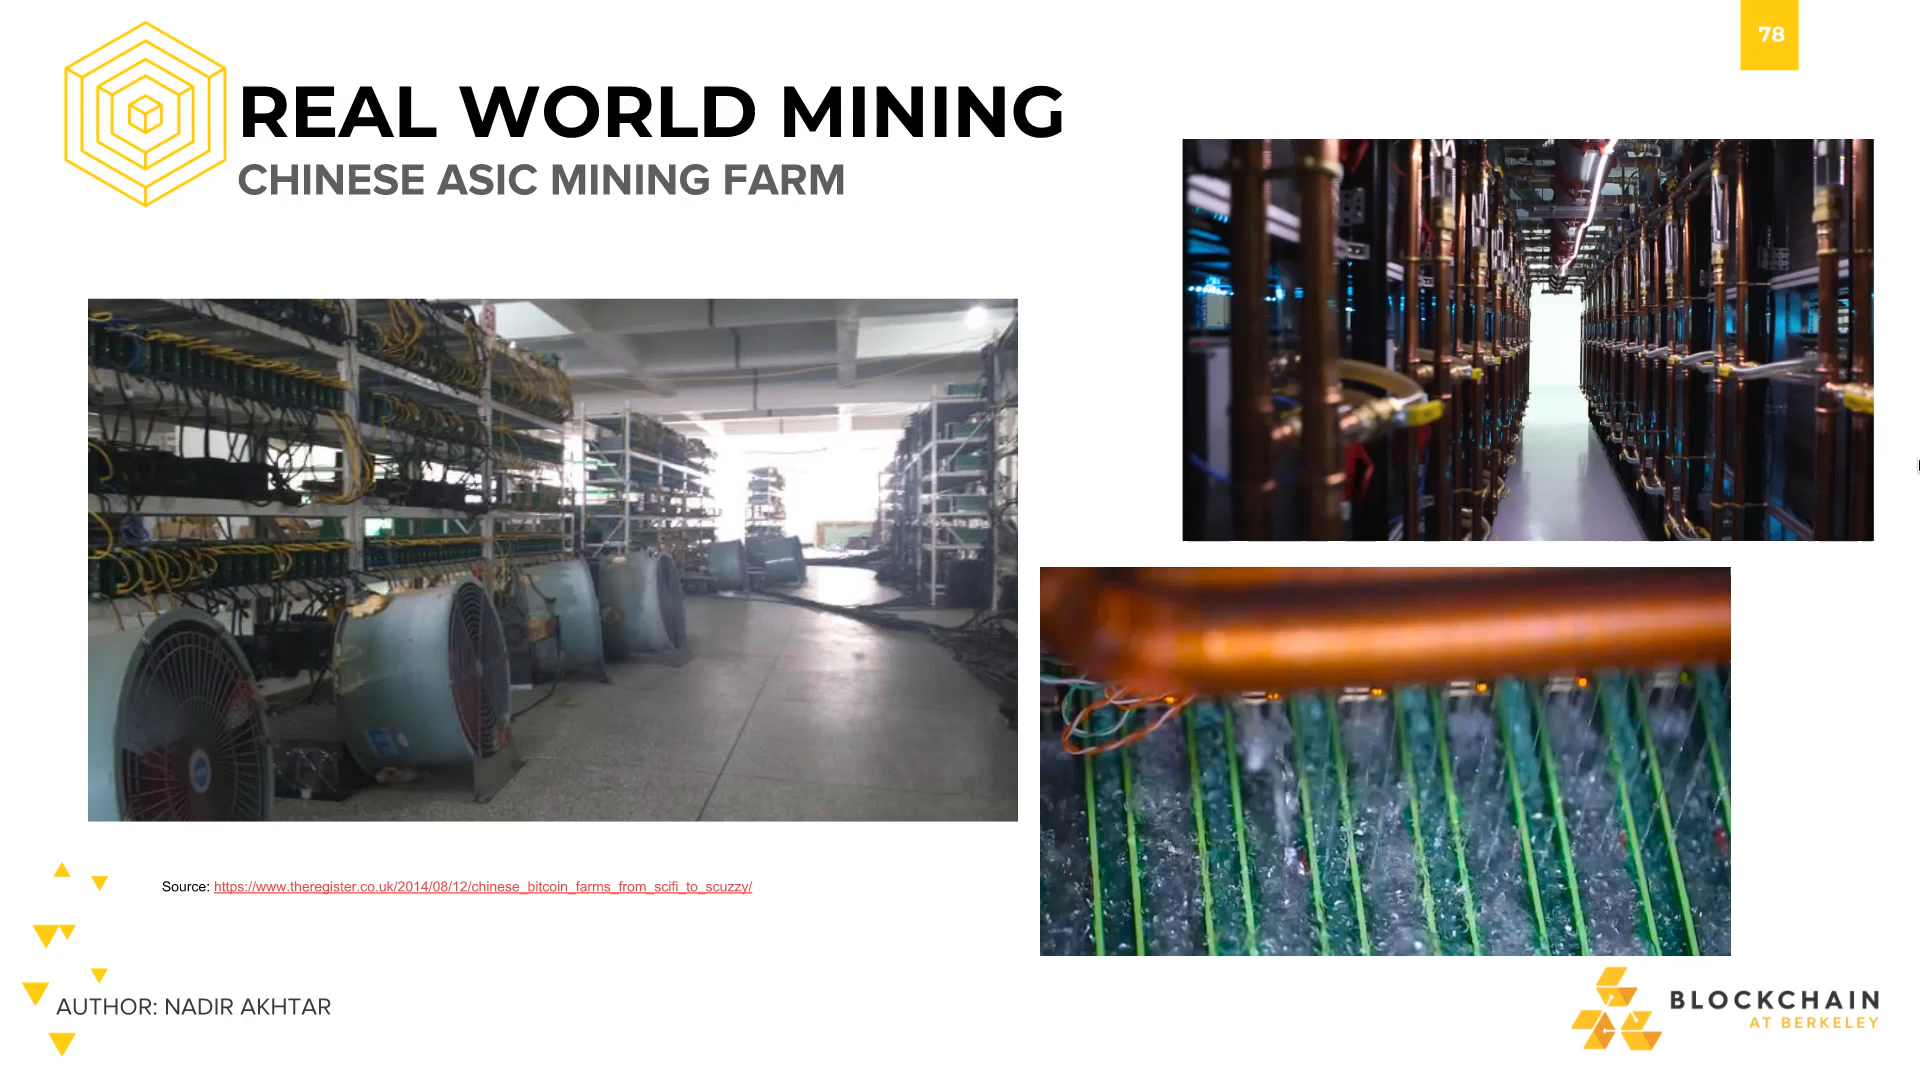 78
REAL WORLD MINING
CHINESE ASIC MINING FARM
Source: https://www.theregister.co.uk/2014/08/12/chinese_bitcoin_farms_from_scifi_to_scuzzy/
AUTHOR: NADIR AKHTAR
BLOCKCHAIN
AT BERKELEY